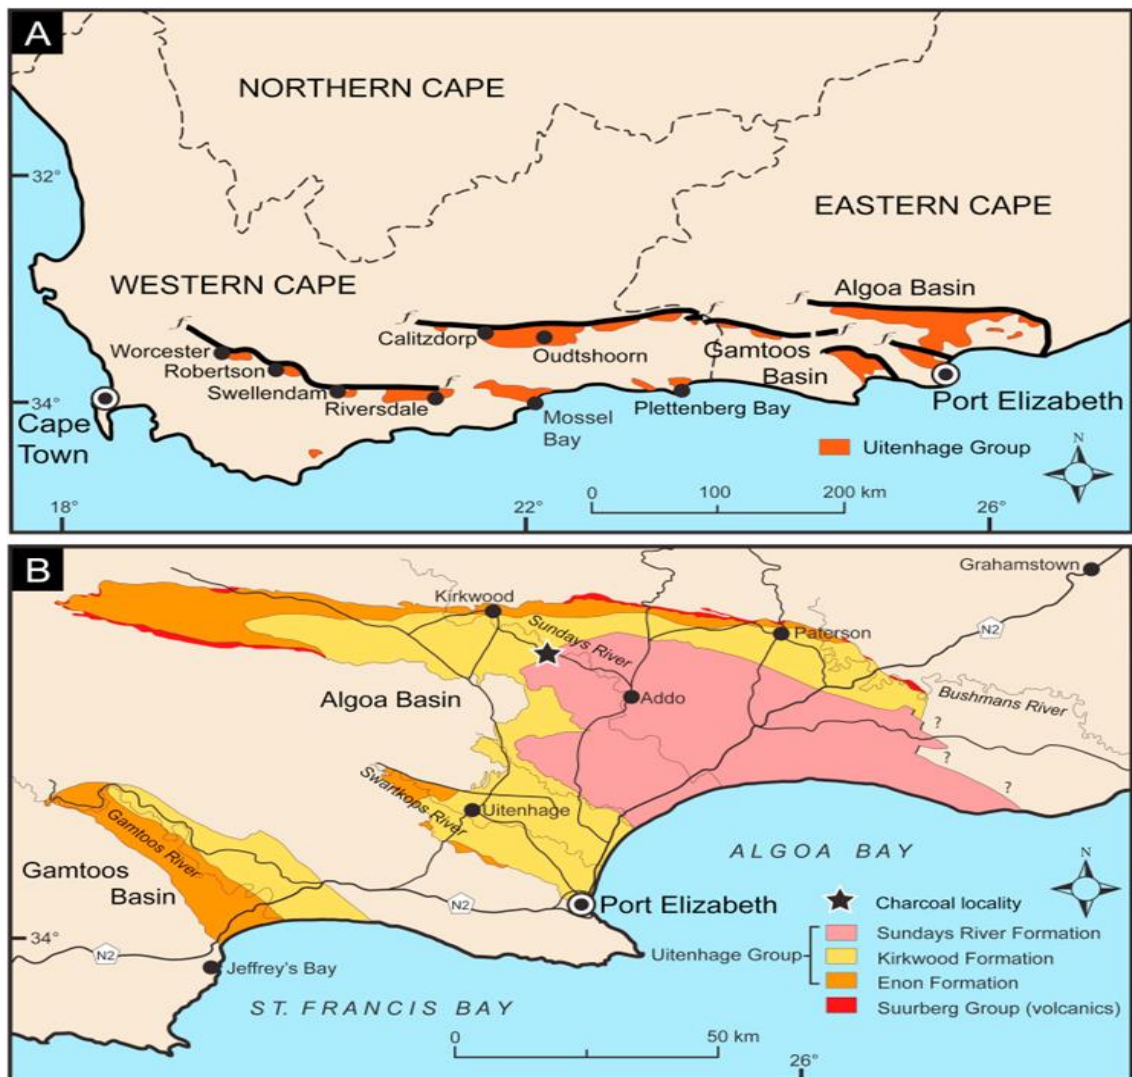 A
NORTHERN CAPE
32°
EASTERN CAPE
WESTERN CAPE
Algoa Basin
f
f
f
f
f
f
f
Calitzdorp
Worcester
Oudtshoorn
Gamtoos
Basin
Robertson
Swellendam
Riversdale
34°
Cape
Town
Mossel
Bay
Plettenberg Bay
Port Elizabeth
Uitenhage Group
N
0
100
200 km
18°
22°
26°
B
Grahamstown
Kirkwood
N2
Sundays River
Paterson
Algoa Basin
Addo
Bushmans River
?
?
?
Swartkops River
Uitenhage
Gamtoos River
Gamtoos
Basin
ALGOA BAY
N
N2
Port Elizabeth
Charcoal locality
34°
N2
Uitenhage Group
Sundays River Formation
Kirkwood Formation
Enon Formation
Suurberg Group (volcanics)
Jeffrey's Bay
ST. FRANCIS BAY
0
50 km
26°